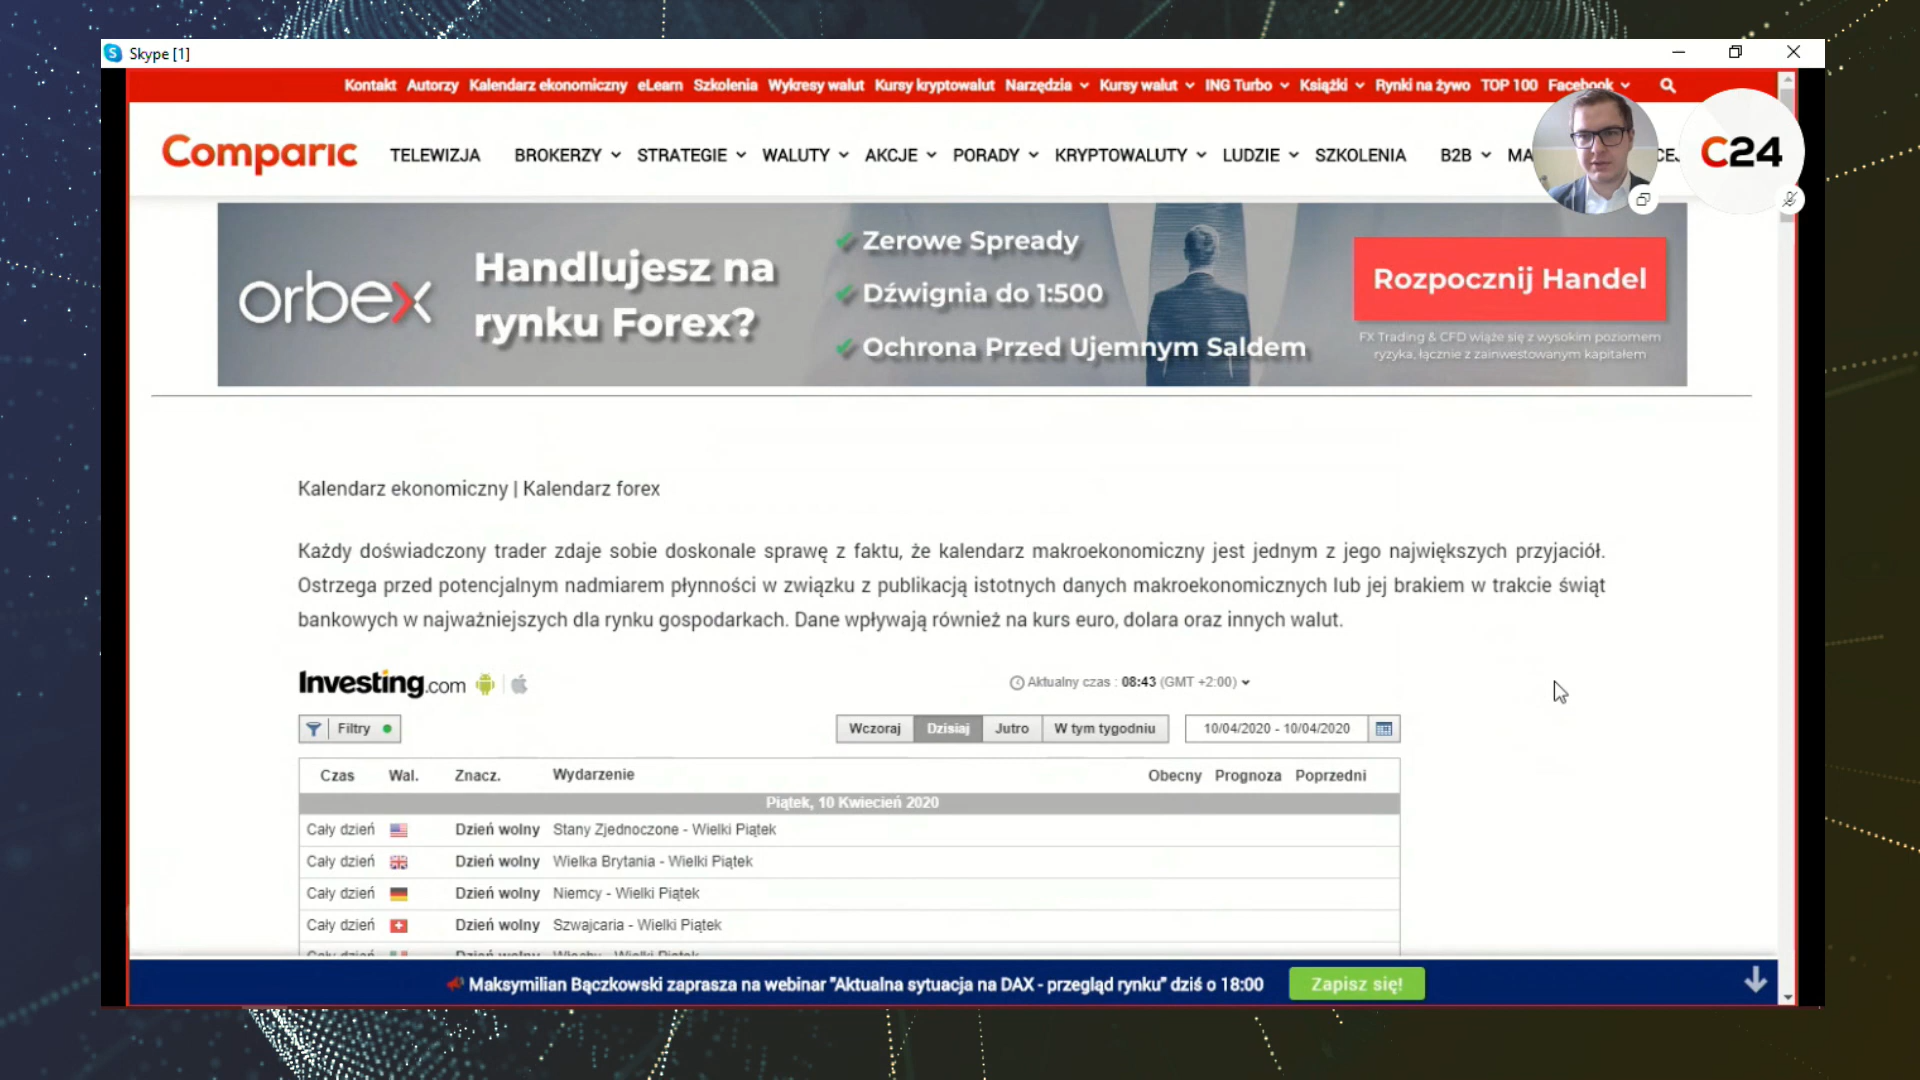 Skype [1]
Kontakt Autorzy Kalendarz ekonomiczny eLearn Szkolenia Wykresy walut Kursy kryptowalut Narzędzia Kursy walut ING Turbo Książki Rynki na żywo TOP 100 Facebook
Comparic TELEWIZJA BROKERZY STRATEGIE WALUTY AKCJE PORADY KRYPTOWALUTY LUDZIE SZKOLENIA B2B
C24
orbex
Handlujesz na
rynku Forex?
Zerowe Spready
Dźwignia do 1:500
Ochrona Przed Ujemnym Saldem
Rozpocznij Handel
FX Trading & CFD wiąże się z wysokim poziomem
ryzyka, łącznie z zainwestowanym kapitałem
Kalendarz ekonomiczny | Kalendarz forex
Każdy doświadczony trader zdaje sobie doskonale sprawę z faktu, że kalendarz makroekonomiczny jest jednym z jego największych przyjaciół.
Ostrzega przed potencjalnym nadmiarem płynności w związku z publikacją istotnych danych makroekonomicznych lub jej brakiem w trakcie świąt
bankowych w najważniejszych dla rynku gospodarkach. Dane wpływają również na kurs euro, dolara oraz innych walut.
Investing.com
Aktualny czas : 08:43 (GMT +2:00)
Filtry
Wczoraj Dzisiaj Jutro W tym tygodniu 10/04/2020 - 10/04/2020
Czas Wal. Znacz. Wydarzenie Obecny Prognoza Poprzedni
Piątek, 10 Kwiecień 2020
Cały dzień Dzień wolny Stany Zjednoczone - Wielki Piątek
Cały dzień Dzień wolny Wielka Brytania - Wielki Piątek
Cały dzień Dzień wolny Niemcy - Wielki Piątek
Cały dzień Dzień wolny Szwajcaria - Wielki Piątek
Maksymilian Bączkowski zaprasza na webinar "Aktualna sytuacja na DAX - przegląd rynku" dziś o 18:00
Zapisz się!